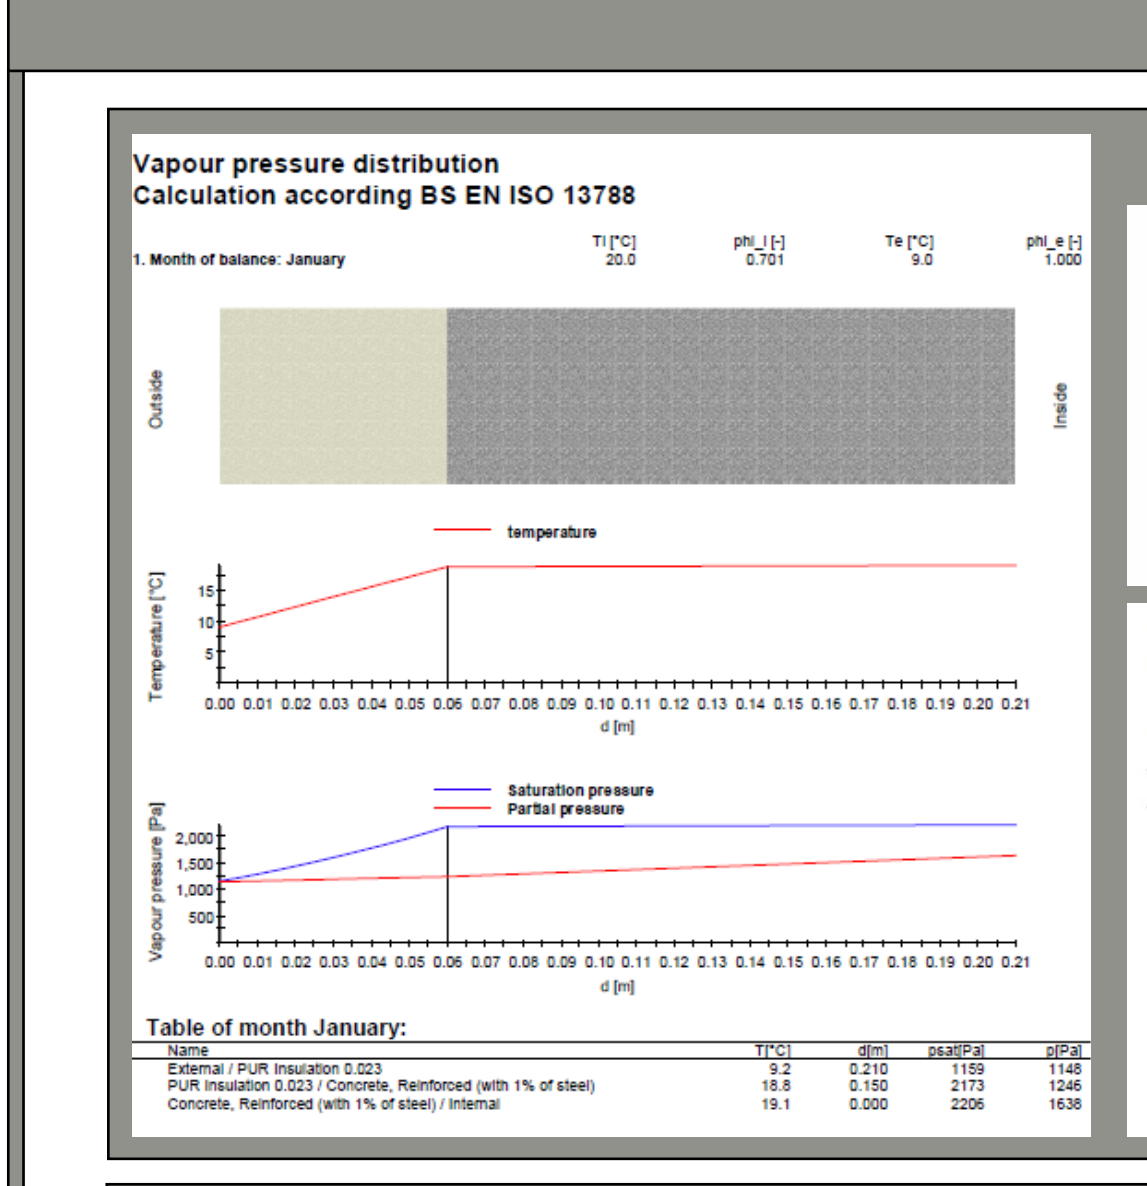 Vapour pressure distribution
Calculation according BS EN ISO 13788
Ti [°C] phi_i [-] Te [°C] phi_e [-]
1. Month of balance: January 20.0 0.701 9.0 1.000
Outside
Inside
temperature
Temperature [°C]
15
10
5
0.00 0.01 0.02 0.03 0.04 0.05 0.06 0.07 0.08 0.09 0.10 0.11 0.12 0.13 0.14 0.15 0.16 0.17 0.18 0.19 0.20 0.21
d [m]
Saturation pressure
Partial pressure
Vapour pressure [Pa]
2,000
1,500
1,000
500
0.00 0.01 0.02 0.03 0.04 0.05 0.06 0.07 0.08 0.09 0.10 0.11 0.12 0.13 0.14 0.15 0.16 0.17 0.18 0.19 0.20 0.21
d [m]
Table of month January:
Name T[°C] d[m] psat[Pa] p[Pa]
External / PUR Insulation 0.023 9.2 0.210 1159 1148
PUR Insulation 0.023 / Concrete, Reinforced (with 1% of steel) 18.8 0.150 2173 1246
Concrete, Reinforced (with 1% of steel) / Internal 19.1 0.000 2206 1638